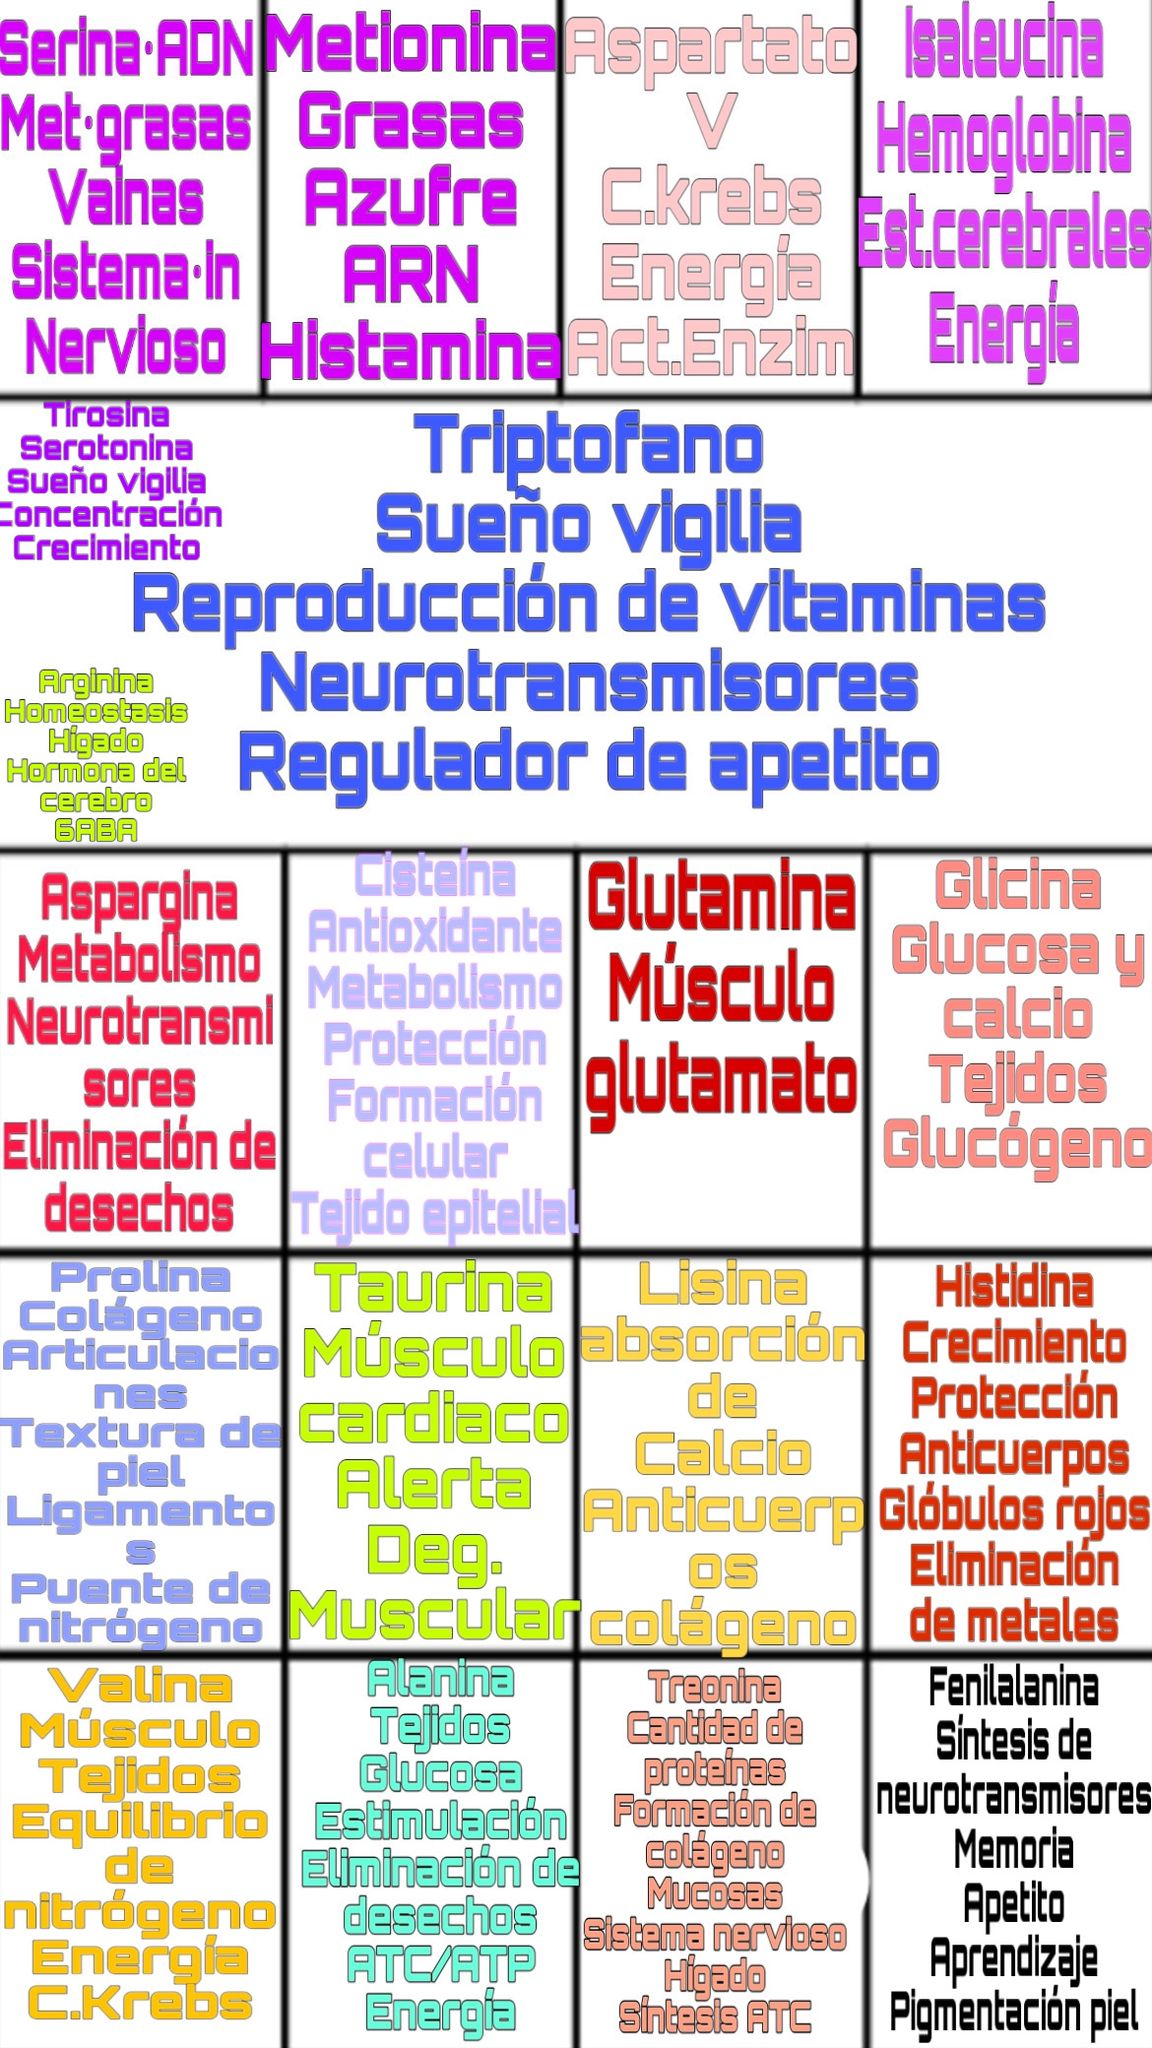 Serina·ADN
Met·grasas
Valnas
Sistema·in
Nervioso
Metionina
Grasas
Azufre
ARN
Histamina
Aspartato
V
C.krebs
Energía
Act.Enzim
Isaleucina
Hemoglobina
Est.cerebrales
Energía
Tirosina
Serotonina
Sueño vigilia
Concentración
Crecimiento
Triptofano
Sueño vigilia
Reproducción de vitaminas
Neurotransmisores
Regulador de apetito
Arginina
Homeostasis
Hígado
Hormona del
cerebro
GABA
Aspargina
Metabolismo
Neurotransmi
sores
Eliminación de
desechos
Cisteína
Antioxidante
Metabolismo
Protección
Formación
celular
Tejido epitelial
Glutamina
Músculo
glutamato
Glicina
Glucosa y
calcio
Tejidos
Glucógeno
Prolina
Colágeno
Articulacio
nes
Textura de
piel
Ligamento
s
Puente de
nitrógeno
Taurina
Músculo
cardiaco
Alerta
Deg.
Muscular
Lisina
absorción
de
Calcio
Anticuerp
os
colágeno
Histidina
Crecimiento
Protección
Anticuerpos
Glóbulos rojos
Eliminación
de metales
Valina
Músculo
Tejidos
Equilibrio
de
nitrógeno
Energía
C.Krebs
Alanina
Tejidos
Glucosa
Estimulación
Eliminación de
desechos
ATC/ATP
Energía
Treonina
Cantidad de
proteínas
Formación de
colágeno
Mucosas
Sistema nervioso
Hígado
Síntesis ATC
Fenilalanina
Síntesis de
neurotransmisores
Memoria
Apetito
Aprendizaje
Pigmentación piel